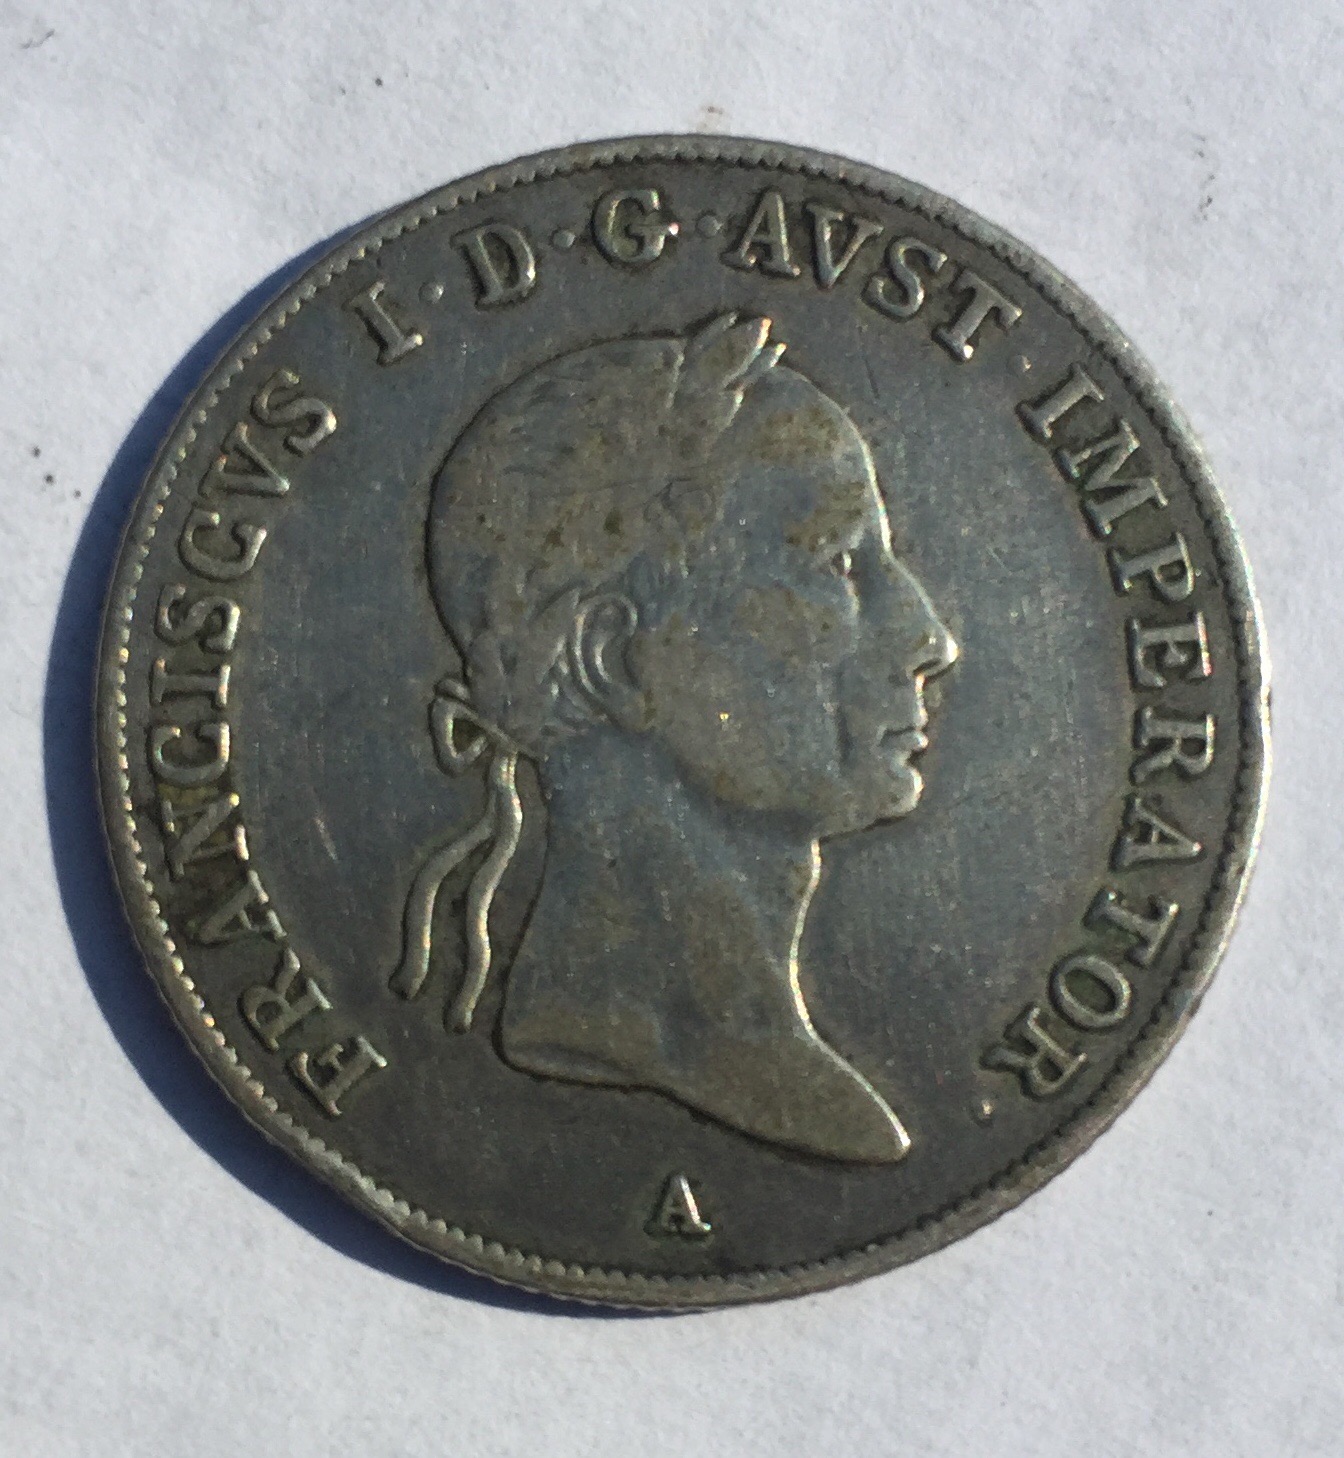 FRANCISCVS I · D · G · AVST · IMPERATOR ·
A